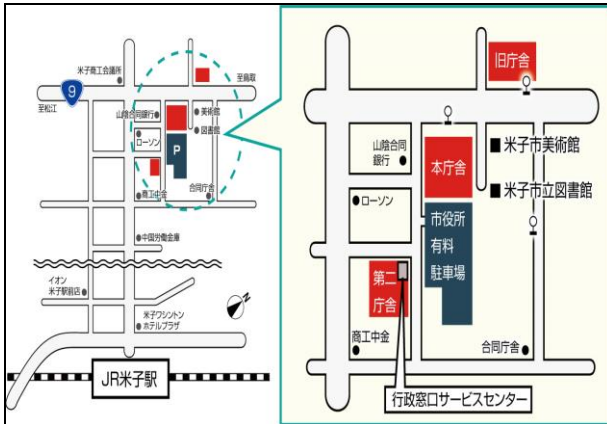 米子商工会議所
9
至松江
至鳥取
山陰合同銀行
美術館
図書館
ローソン
P
商工中金
合同庁舎
中国労働金庫
イオン
米子駅前店
米子ワシントン
ホテルプラザ
N
JR米子駅
旧庁舎
山陰合同
銀行
本庁舎
米子市美術館
米子市立図書館
ローソン
市役所
有料
駐車場
第二
庁舎
商工中金
合同庁舎
行政窓口サービスセンター